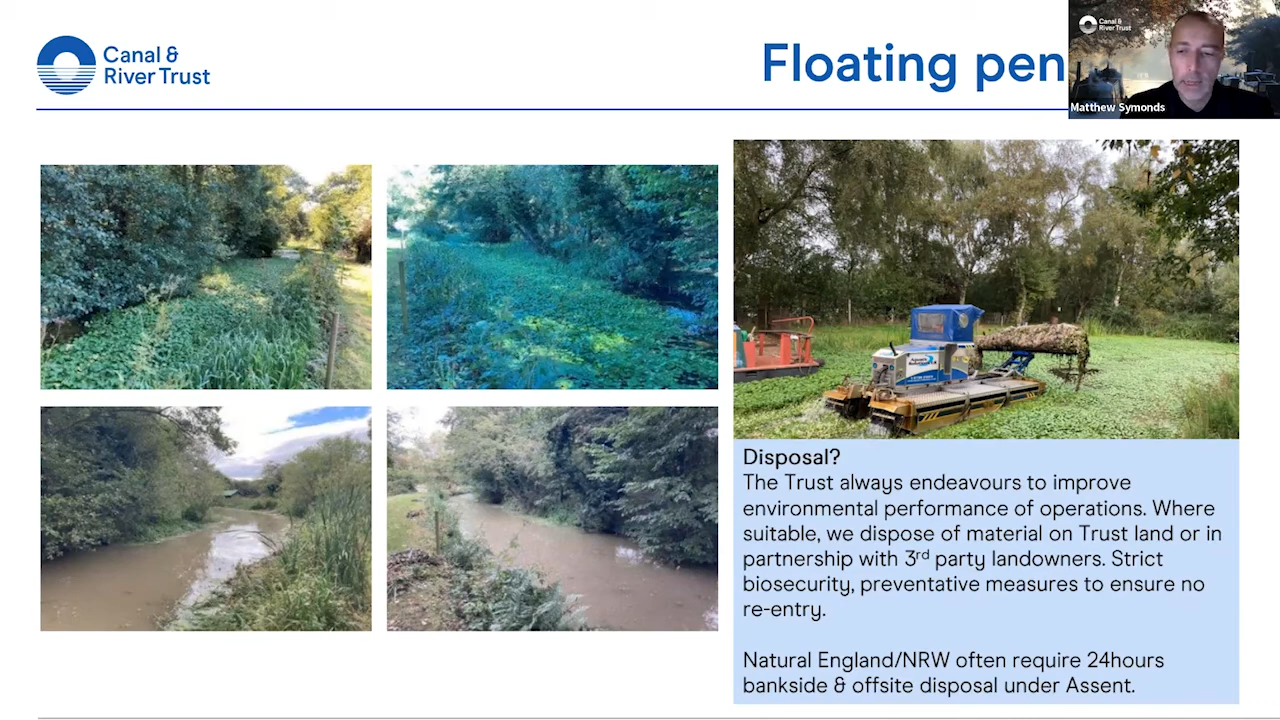 Canal &
River Trust
Floating pen
Canal &
River Trust
Matthew Symonds
Disposal?
The Trust always endeavours to improve
environmental performance of operations. Where
suitable, we dispose of material on Trust land or in
partnership with 3rd party landowners. Strict
biosecurity, preventative measures to ensure no
re-entry.
Natural England/NRW often require 24hours
bankside & offsite disposal under Assent.